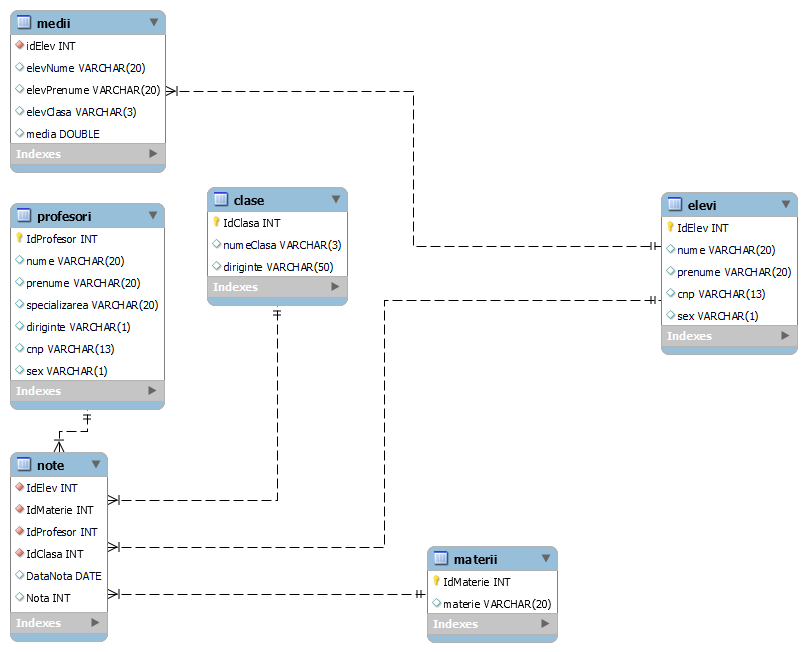 medii
idElev INT
elevNume VARCHAR(20)
elevPrenume VARCHAR(20)
elevClasa VARCHAR(3)
media DOUBLE
Indexes
profesori
IdProfesor INT
nume VARCHAR(20)
prenume VARCHAR(20)
specializarea VARCHAR(20)
diriginte VARCHAR(1)
cnp VARCHAR(13)
sex VARCHAR(1)
Indexes
clase
IdClasa INT
numeClasa VARCHAR(3)
diriginte VARCHAR(50)
Indexes
elevi
IdElev INT
nume VARCHAR(20)
prenume VARCHAR(20)
cnp VARCHAR(13)
sex VARCHAR(1)
Indexes
note
IdElev INT
IdMaterie INT
IdProfesor INT
IdClasa INT
DataNota DATE
Nota INT
Indexes
materii
IdMaterie INT
materie VARCHAR(20)
Indexes